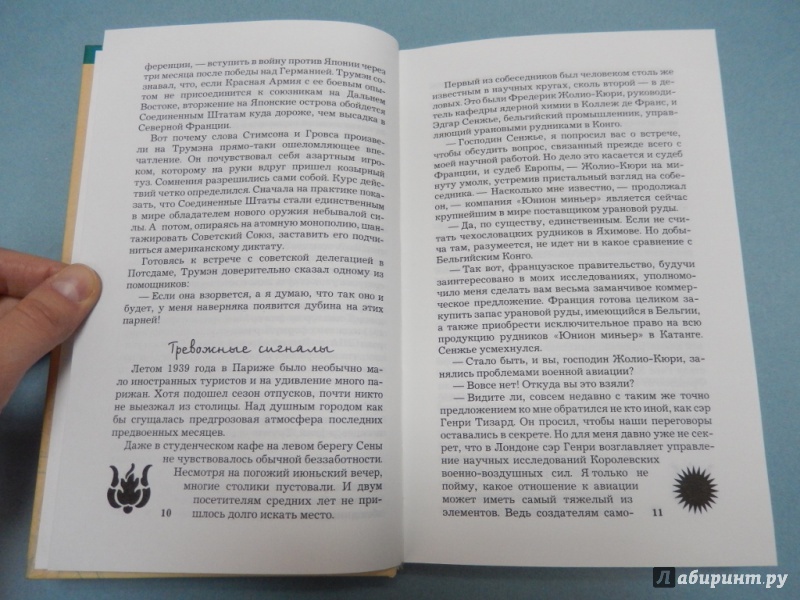 ференции, — вступить в войну против Японии через
три месяца после победы над Германией. Трумэн со-
знавал, что, если Красная Армия с ее боевым опы-
том не присоединится к союзникам на Дальнем
Востоке, вторжение на Японские острова обойдется
Соединенным Штатам куда дороже, чем высадка в
Северной Франции.
Вот почему слова Стимсона и Гровса произве-
ли на Трумэна прямо-таки ошеломляющее впе-
чатление. Он почувствовал себя азартным игро-
ком, которому на руки вдруг пришел козырный
туз. Сомнения разрешились сами собой. Курс дей-
ствий четко определился. Сначала на практике пока-
зать, что Соединенные Штаты стали единственным
в мире обладателем нового оружия небывалой си-
лы. А потом, опираясь на атомную монополию, шан-
тажировать Советский Союз, заставить его подчи-
ниться американскому диктату.
Готовясь к встрече с советской делегацией в
Потсдаме, Трумэн доверительно сказал одному из
помощников:
— Если она взорвется, а я думаю, что так оно и
будет, у меня наверняка появится дубина на этих
парней!
Тревожные сигналы
Летом 1939 года в Париже было необычно ма-
ло иностранных туристов и на удивление много па-
рижан. Хотя подошел сезон отпусков, почти никто
не выезжал из столицы. Над душным городом как
бы сгущалась предгрозовая атмосфера последних
предвоенных месяцев.
Даже в студенческом кафе на левом берегу Сены
не чувствовалось обычной беззаботности.
Несмотря на погожий июньский вечер,
многие столики пустовали. И двум
посетителям средних лет не при-
шлось долго искать место.
10
Первый из собеседников был человеком столь же
известным в научных кругах, сколь второй — в де-
ловых. Это были Фредерик Жолио-Кюри, руководи-
тель кафедры ядерной химии в Коллеж де Франс, и
Эдгар Сенжье, бельгийский промышленник, управ-
ляющий урановыми рудниками в Конго.
— Господин Сенжье, я попросил вас о встрече,
чтобы обсудить вопрос, связанный прежде всего с
моей научной работой. Но дело это касается и судеб
Франции, и судеб Европы, — Жолио-Кюри на ми-
нуту умолк, устремив пристальный взгляд на собе-
седника. — Насколько мне известно, — продолжал
он, — компания «Юнион миньер» является сейчас
крупнейшим в мире поставщиком урановой руды.
— Да, по существу, единственным. Если не счи-
тать чехословацких рудников в Яхимове. Но добы-
ча там, разумеется, не идет ни в какое сравнение с
Бельгийским Конго.
— Так вот, французское правительство, будучи
заинтересовано в моих исследованиях, уполномо-
чило меня сделать вам весьма заманчивое коммер-
ческое предложение. Франция готова целиком за-
купить запас урановой руды, имеющийся в Бельгии,
а также приобрести исключительное право на всю
продукцию рудников «Юнион миньер» в Катанге.
Сенжье усмехнулся.
— Стало быть, и вы, господин Жолио-Кюри, за-
нялись проблемами военной авиации?
— Вовсе нет! Откуда вы это взяли?
— Видите ли, совсем недавно с таким же точно
предложением ко мне обратился не кто иной, как сэр
Генри Тизард. Он просил, чтобы наши переговоры
оставались в секрете. Но для меня давно уже не сек-
рет, что в Лондоне сэр Генри возглавляет управле-
ние научных исследований Королевских
военно-воздушных сил. Я только не
пойму, какое отношение к авиации
может иметь самый тяжелый из
элементов. Ведь создателям само-
11
Лабиринт.ру